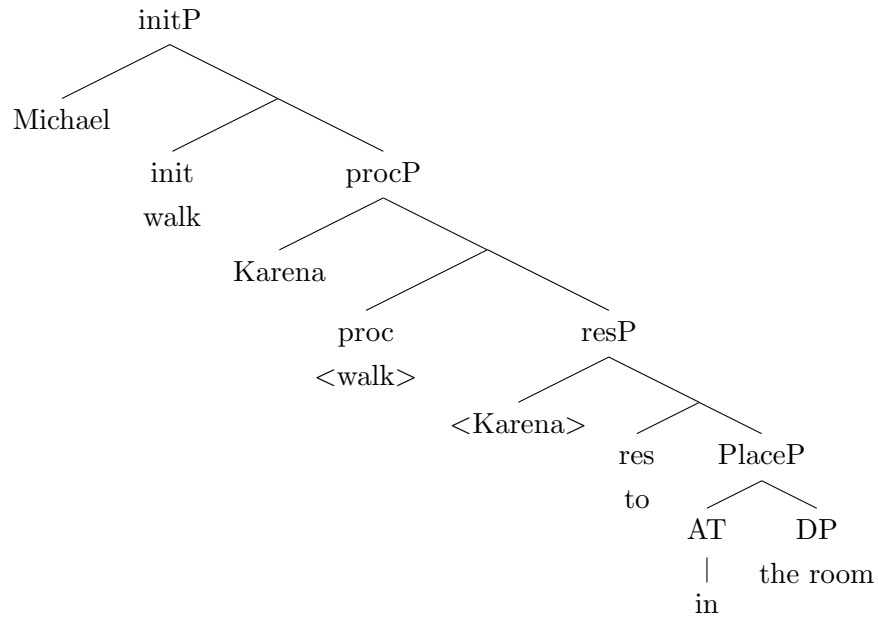 initP
Michael
init procP
walk
Karena
proc resP
<walk>
<Karena>
res PlaceP
to
AT DP
the room
in